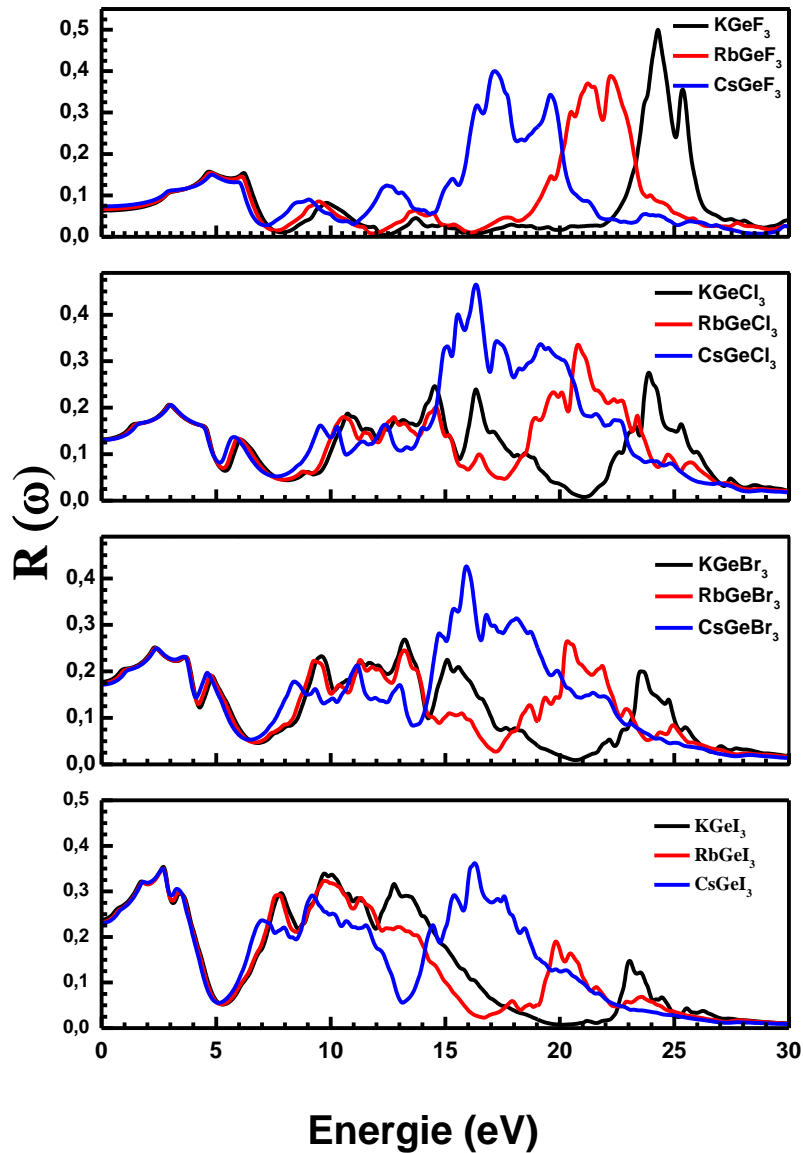 R (ω)
0,5
0,4
0,3
0,2
0,1
0,0
KGeF₃
RbGeF₃
CsGeF₃
0,4
0,3
0,2
0,1
0,0
KGeCl₃
RbGeCl₃
CsGeCl₃
0,4
0,3
0,2
0,1
0,0
KGeBr₃
RbGeBr₃
CsGeBr₃
0,5
0,4
0,3
0,2
0,1
0,0
KGeI₃
RbGeI₃
CsGeI₃
0 5 10 15 20 25 30
Energie (eV)